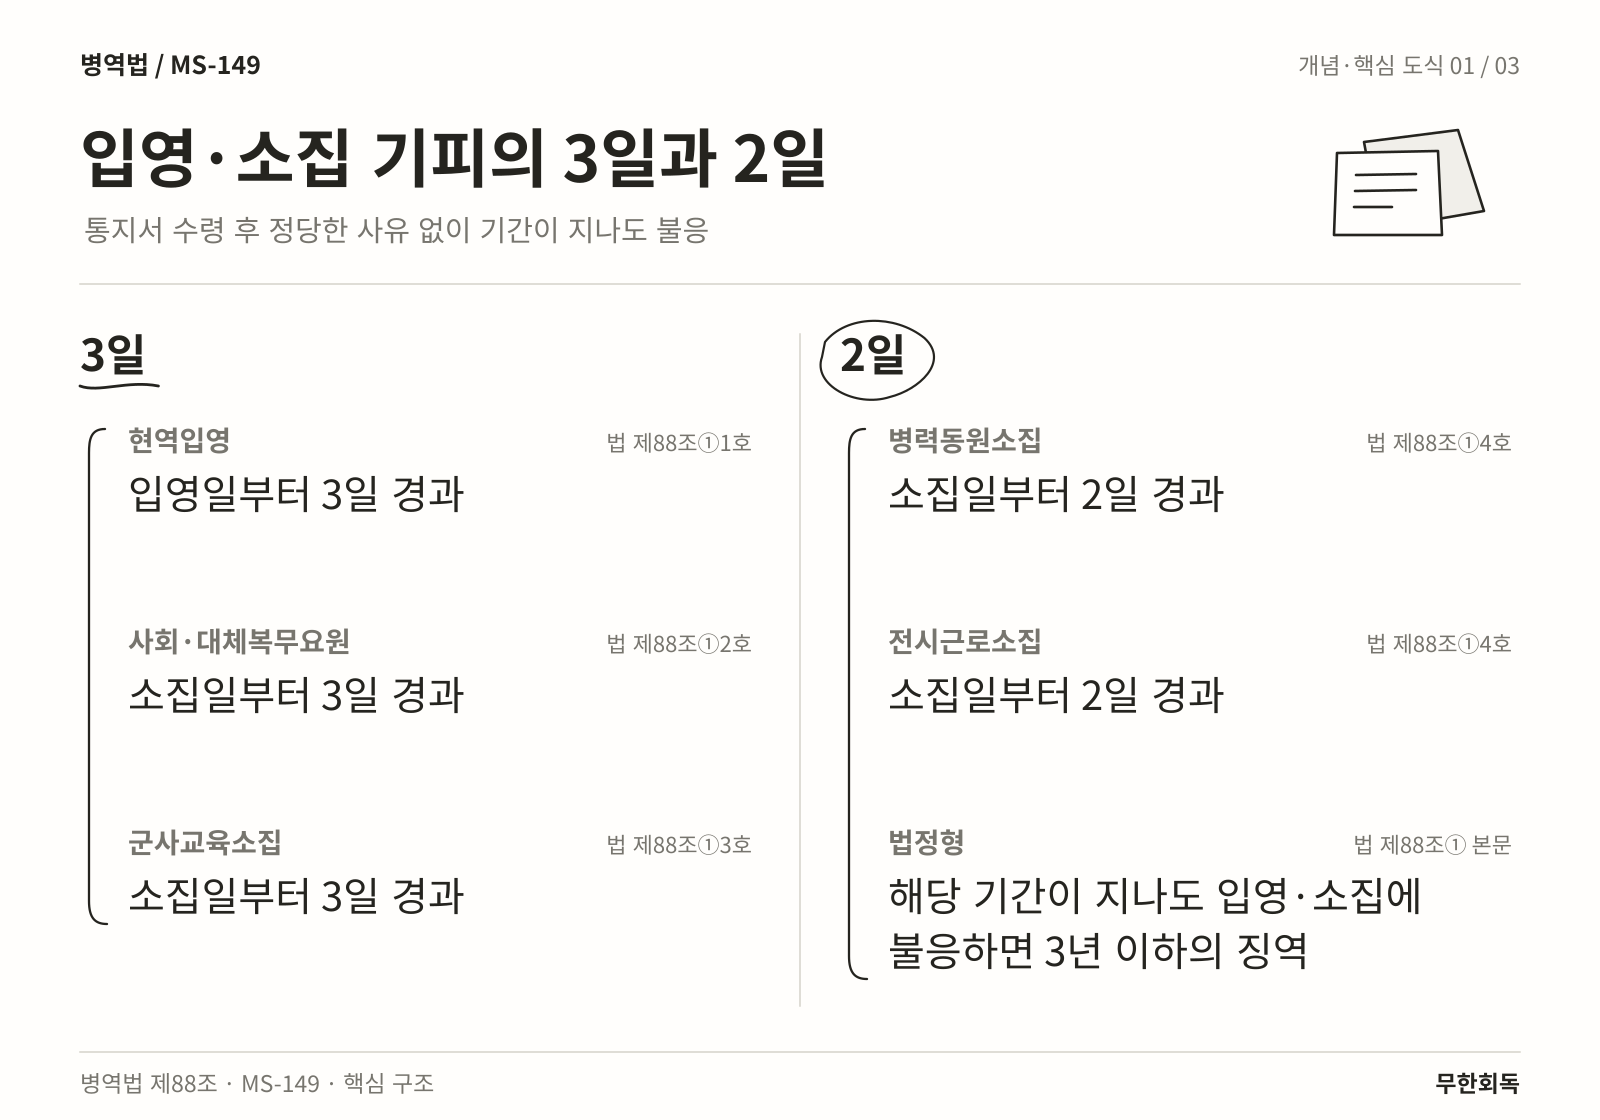 병역법 / MS-149
개념·핵심 도식 01 / 03
입영·소집 기피의 3일과 2일
통지서 수령 후 정당한 사유 없이 기간이 지나도 불응
3일
현역입영
법 제88조①1호
입영일부터 3일 경과
사회·대체복무요원
법 제88조①2호
소집일부터 3일 경과
군사교육소집
법 제88조①3호
소집일부터 3일 경과
2일
병력동원소집
법 제88조①4호
소집일부터 2일 경과
전시근로소집
법 제88조①4호
소집일부터 2일 경과
법정형
법 제88조① 본문
해당 기간이 지나도 입영·소집에
불응하면 3년 이하의 징역
병역법 제88조 · MS-149 · 핵심 구조
무한회독